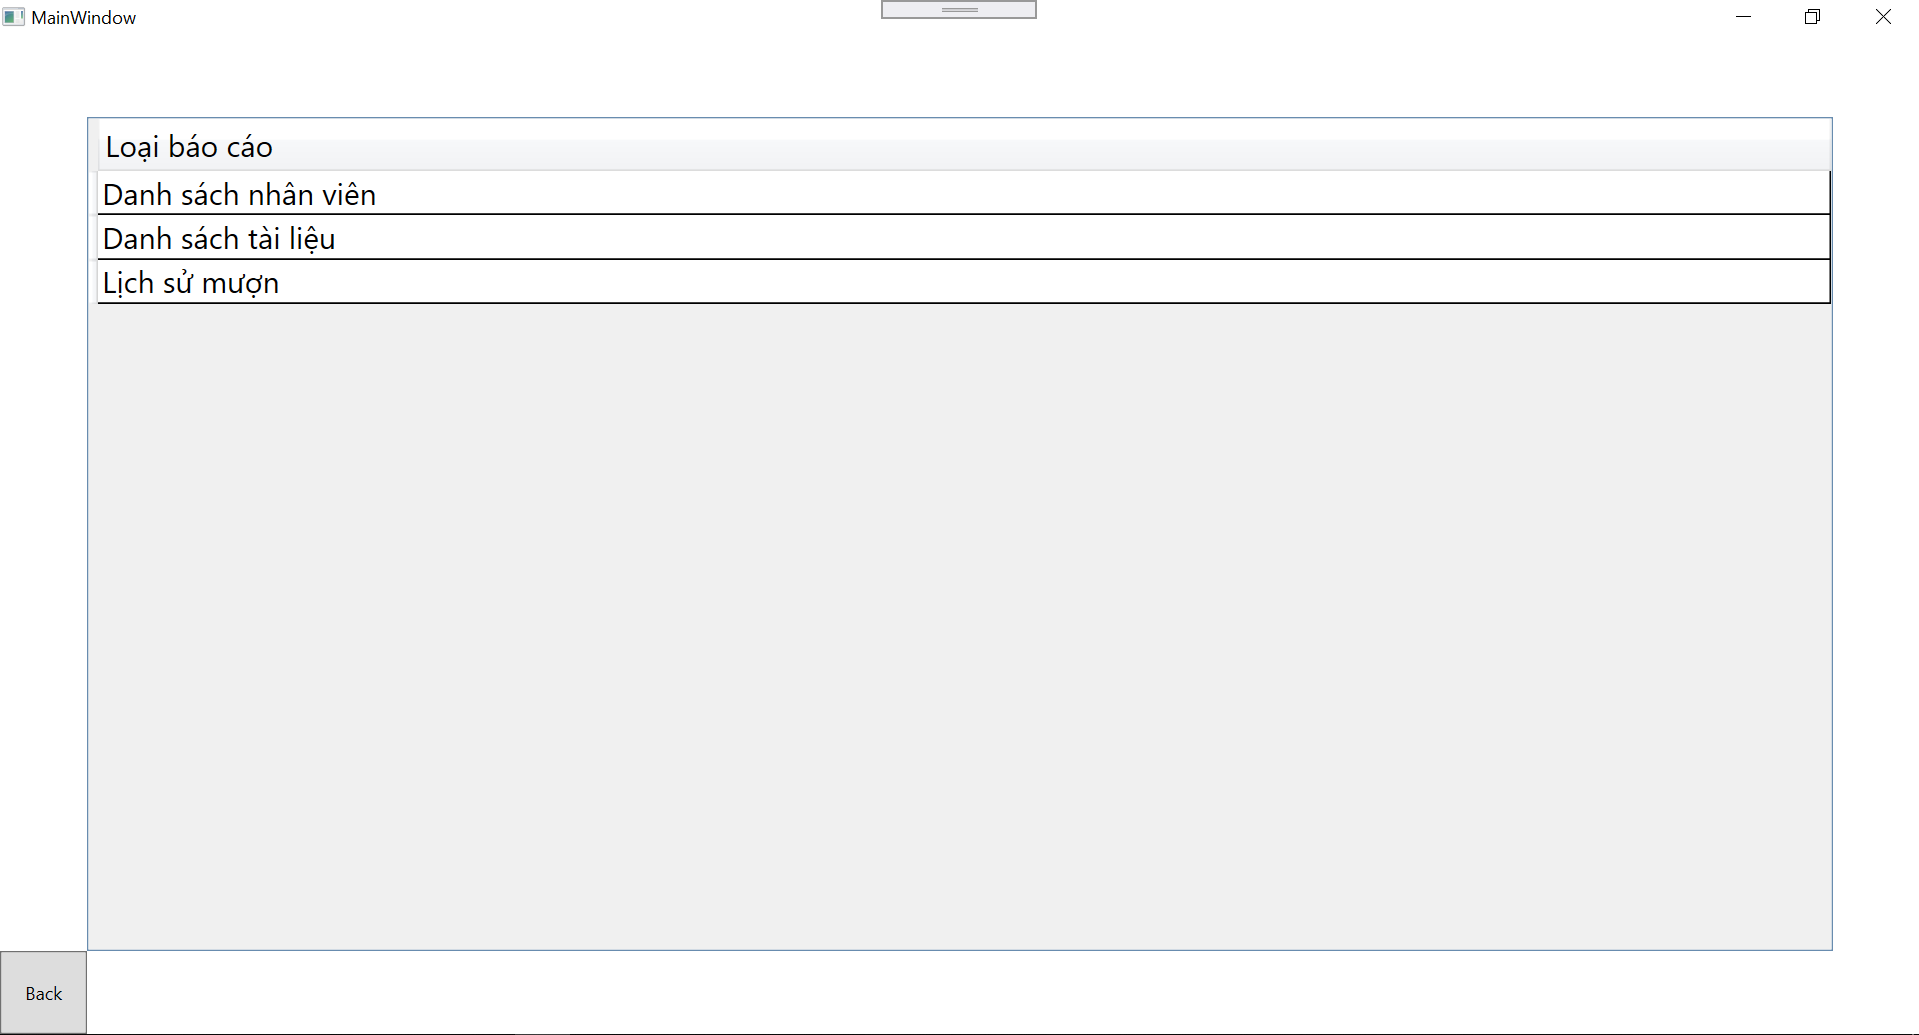 MainWindow
Loại báo cáo
Danh sách nhân viên
Danh sách tài liệu
Lịch sử mượn
Back